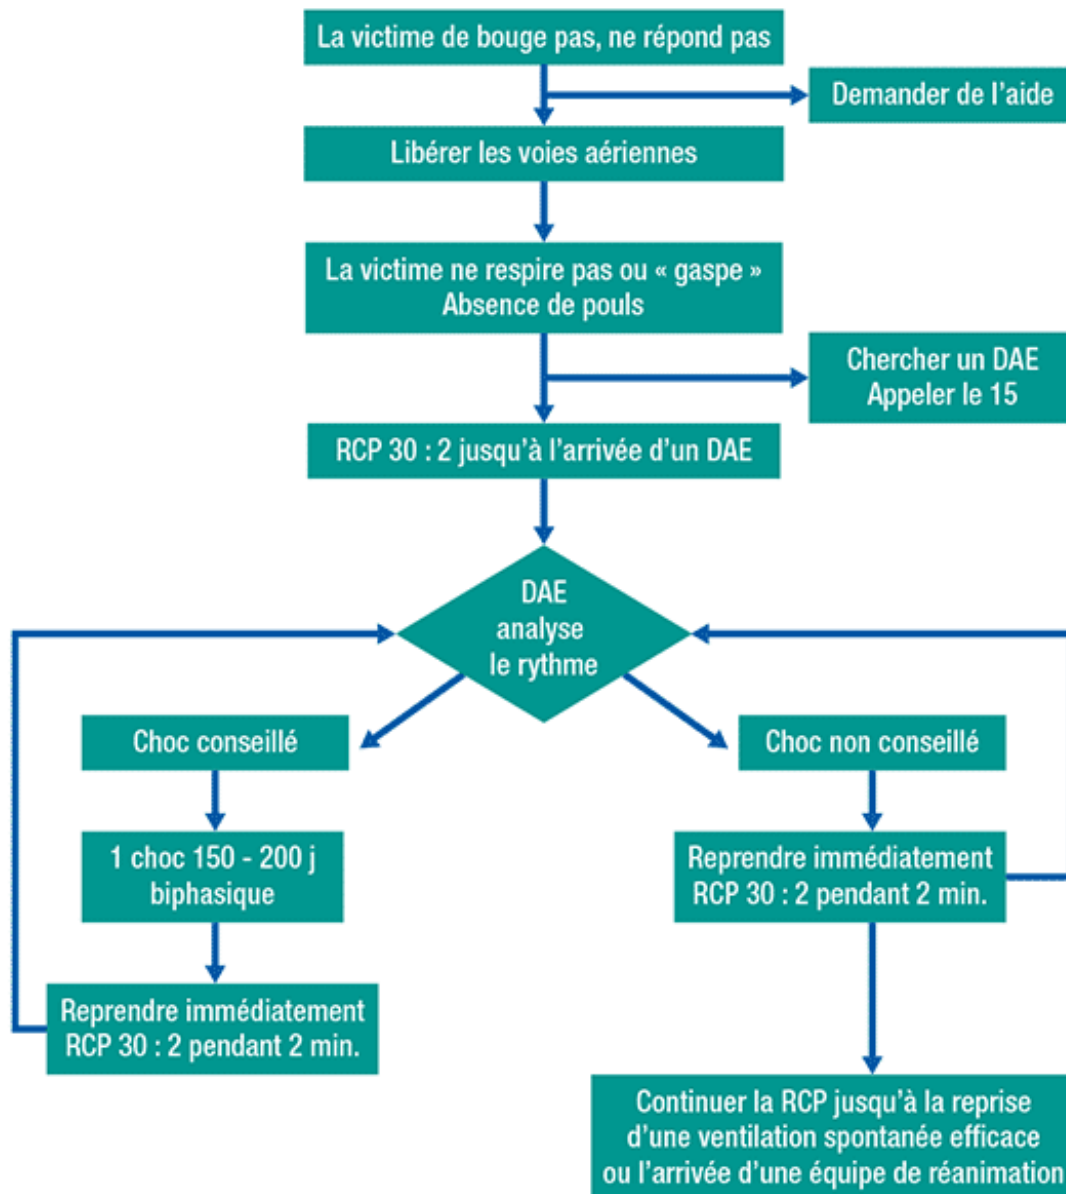 La victime de bouge pas, ne répond pas
Demander de l'aide
Libérer les voies aériennes
La victime ne respire pas ou « gaspe »
Absence de pouls
Chercher un DAE
Appeler le 15
RCP 30 : 2 jusqu'à l'arrivée d'un DAE
DAE
analyse
le rythme
Choc conseillé
Choc non conseillé
1 choc 150 - 200 j
biphasique
Reprendre immédiatement
RCP 30 : 2 pendant 2 min.
Reprendre immédiatement
RCP 30 : 2 pendant 2 min.
Continuer la RCP jusqu'à la reprise
d'une ventilation spontanée efficace
ou l'arrivée d'une équipe de réanimation